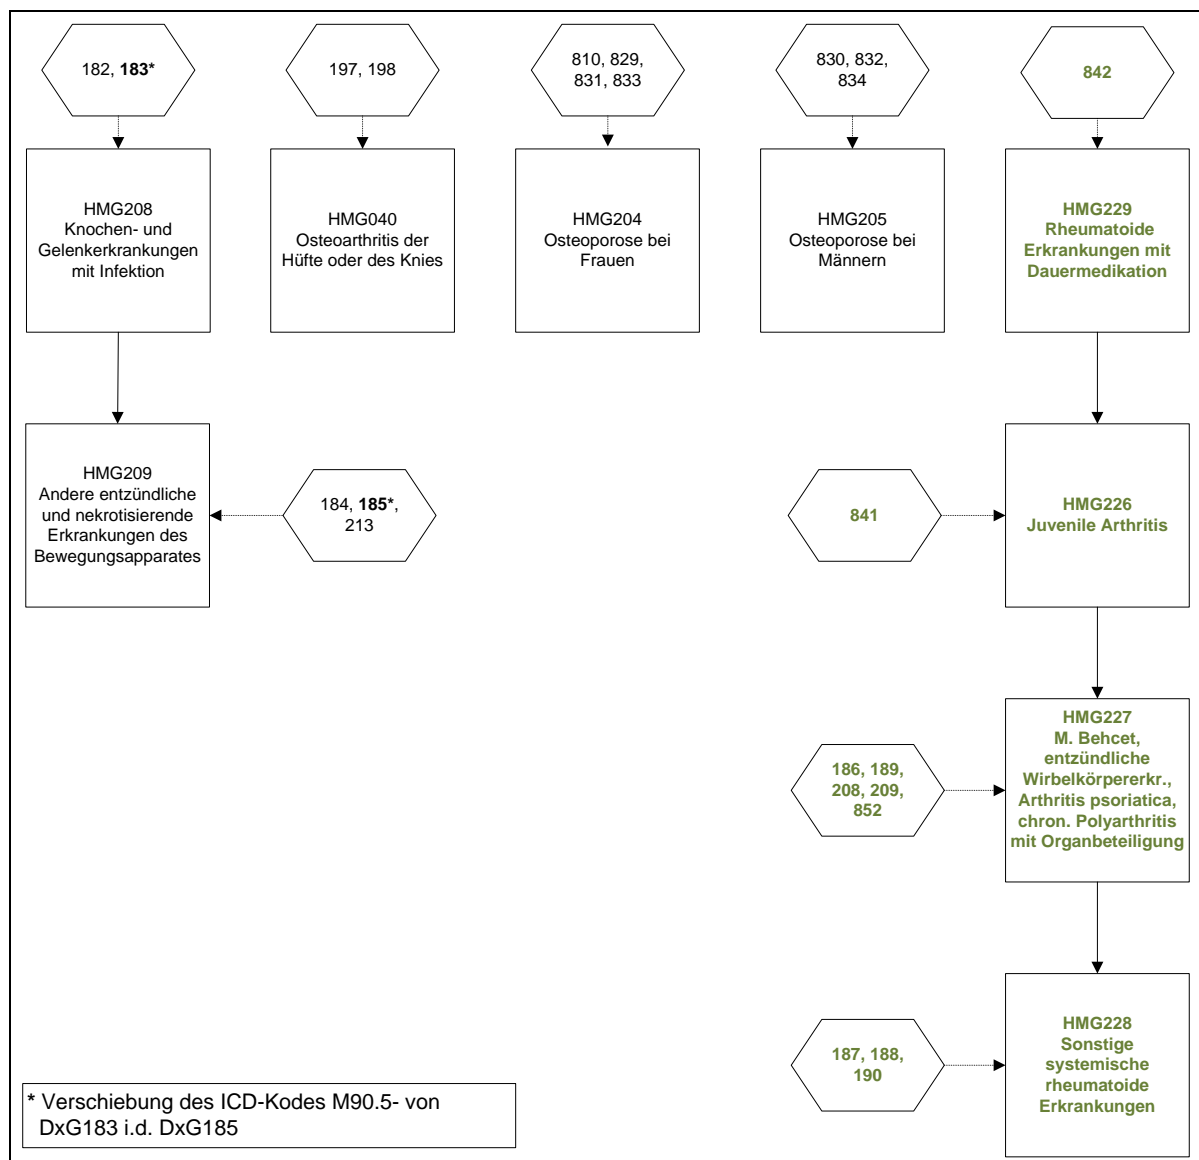 182, 183*
197, 198
810, 829,
831, 833
830, 832,
834
842
HMG208
Knochen- und
Gelenkerkrankungen
mit Infektion
HMG040
Osteoarthritis der
Hüfte oder des Knies
HMG204
Osteoporose bei
Frauen
HMG205
Osteoporose bei
Männern
HMG229
Rheumatoide
Erkrankungen mit
Dauermedikation
HMG209
Andere entzündliche
und nekrotisierende
Erkrankungen des
Bewegungsapparates
184, 185*,
213
841
HMG226
Juvenile Arthritis
186, 189,
208, 209,
852
HMG227
M. Behcet,
entzündliche
Wirbelkörpererkr.,
Arthritis psoriatica,
chron. Polyarthritis
mit Organbeteiligung
187, 188,
190
HMG228
Sonstige
systemische
rheumatoide
Erkrankungen
* Verschiebung des ICD-Kodes M90.5- von
DxG183 i.d. DxG185